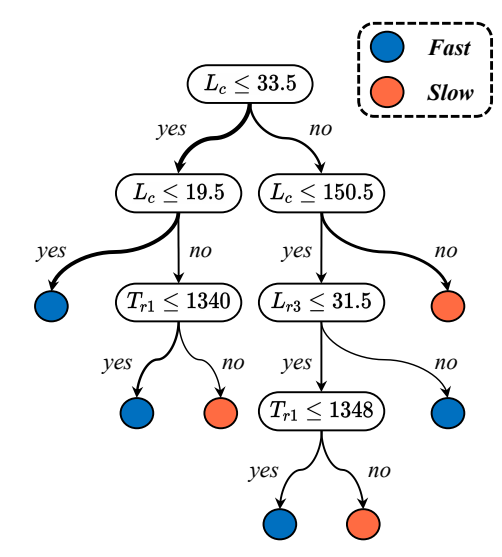 Fast
Slow
L_c ≤ 33.5
yes no
L_c ≤ 19.5 L_c ≤ 150.5
yes no yes no
T_r1 ≤ 1340 L_r3 ≤ 31.5
yes no yes no
T_r1 ≤ 1348
yes no